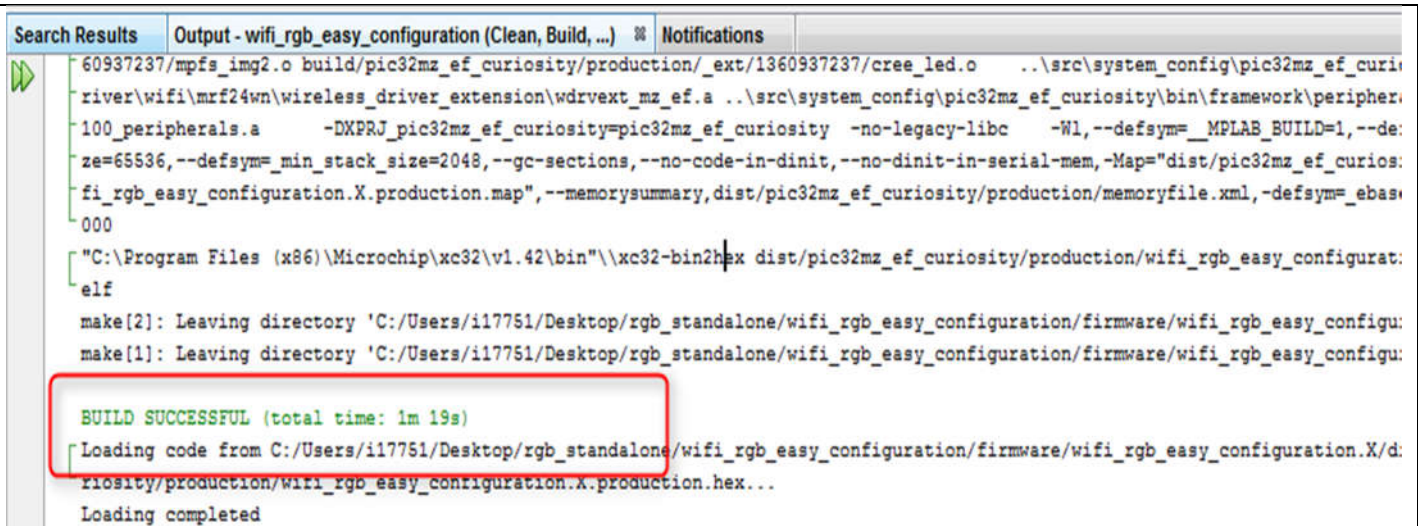 Search Results Output - wifi_rgb_easy_configuration (Clean, Build, ...) Notifications
60937237/mpfs_img2.o build/pic32mz_ef_curiosity/production/_ext/1360937237/cree_led.o ..\src\system_config\pic32mz_ef_curi
river\wifi\mrf24wn\wireless_driver_extension\wdrvext_mz_ef.a ..\src\system_config\pic32mz_ef_curiosity\bin\framework\periphera
100_peripherals.a -DXPRJ_pic32mz_ef_curiosity=pic32mz_ef_curiosity -no-legacy-libc -Wl,--defsym=__MPLAB_BUILD=1,--de
ze=65536,--defsym=_min_stack_size=2048,--gc-sections,--no-code-in-dinit,--no-dinit-in-serial-mem,-Map="dist/pic32mz_ef_curios
fi_rgb_easy_configuration.X.production.map",--memorysummary,dist/pic32mz_ef_curiosity/production/memoryfile.xml,-defsym=_ebas
000
"C:\Program Files (x86)\Microchip\xc32\v1.42\bin"\\xc32-bin2hex dist/pic32mz_ef_curiosity/production/wifi_rgb_easy_configurat
elf
make[2]: Leaving directory 'C:/Users/i17751/Desktop/rgb_standalone/wifi_rgb_easy_configuration/firmware/wifi_rgb_easy_configu
make[1]: Leaving directory 'C:/Users/i17751/Desktop/rgb_standalone/wifi_rgb_easy_configuration/firmware/wifi_rgb_easy_configu
BUILD SUCCESSFUL (total time: 1m 19s)
Loading code from C:/Users/i17751/Desktop/rgb_standalone/wifi_rgb_easy_configuration/firmware/wifi_rgb_easy_configuration.X/d
riosity/production/wifi_rgb_easy_configuration.X.production.hex...
Loading completed